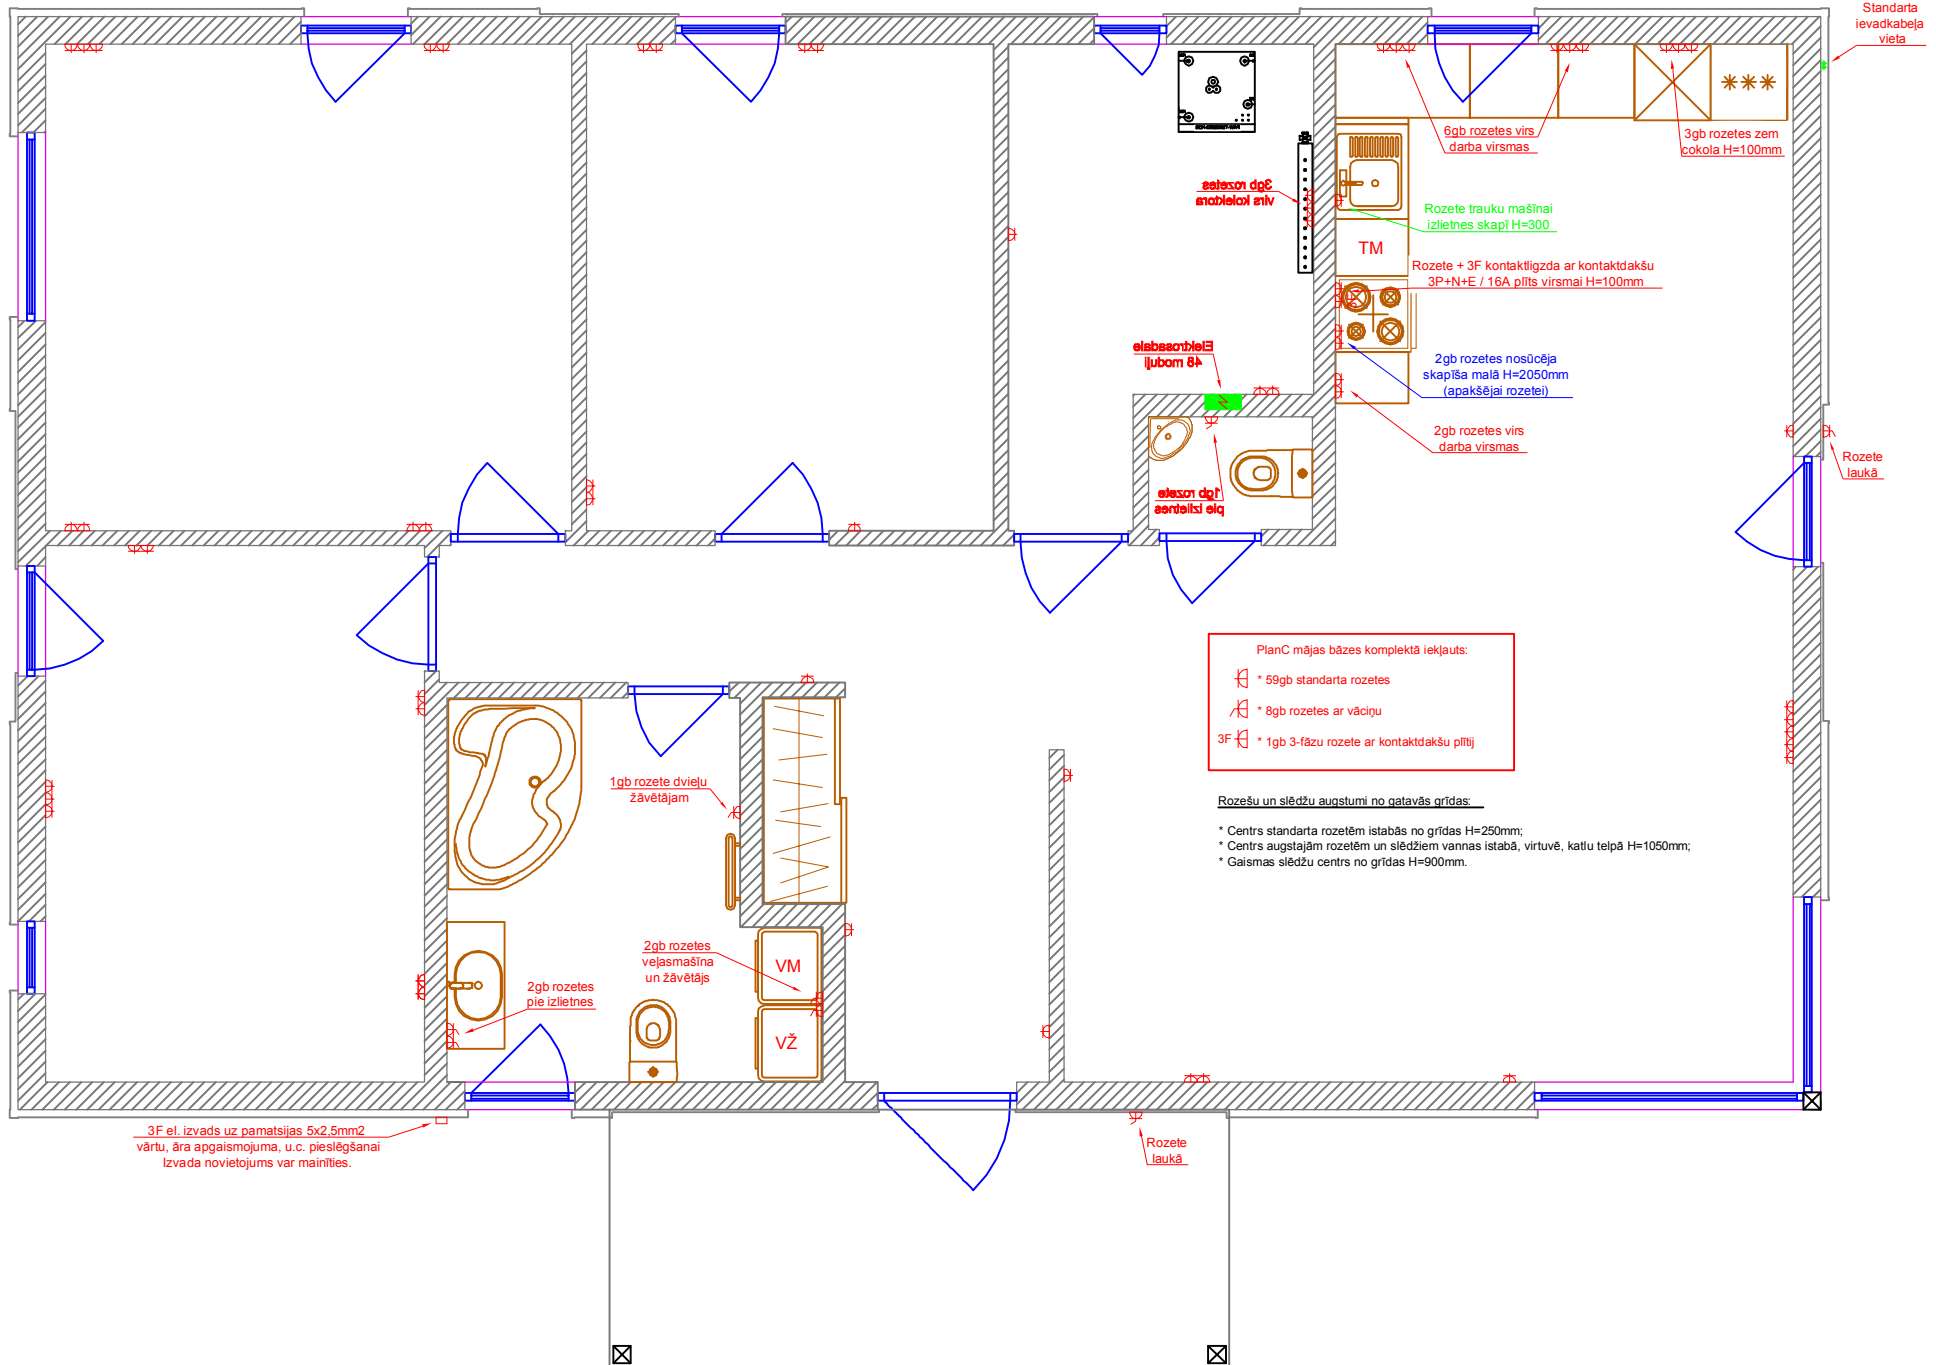 Standarta
ievadkabeļa
vieta
6gb rozetes virs
darba virsmas
3gb rozetes zem
cokola H=100mm
3gb rozetes
virs kolektora
Rozete trauku mašīnai
izlietnes skapī H=300
TM
Rozete + 3F kontaktligzda ar kontaktdakšu
3P+N+E / 16A plīts virsmai H=100mm
Elektrosadale
48 moduļi
2gb rozetes nosūcēja
skapīša malā H=2050mm
(apakšējai rozetei)
2gb rozetes virs
darba virsmas
Rozete
laukā
1gb rozete
pie izlietnes
PlanC mājas bāzes komplektā iekļauts:
* 59gb standarta rozetes
* 8gb rozetes ar vāciņu
3F * 1gb 3-fāzu rozete ar kontaktdakšu plītij
1gb rozete dvieļu
žāvētājam
Rozešu un slēdžu augstumi no gatavās grīdas:
* Centrs standarta rozetēm istabās no grīdas H=250mm;
* Centrs augstajām rozetēm un slēdžiem vannas istabā, virtuvē, katlu telpā H=1050mm;
* Gaismas slēdžu centrs no grīdas H=900mm.
2gb rozetes
veļasmašīna
un žāvētājs
VM
2gb rozetes
pie izlietnes
VŽ
3F el. izvads uz pamatsijas 5x2,5mm2
vārtu, āra apgaismojuma, u.c. pieslēgšanai
Izvada novietojums var mainīties.
Rozete
laukā